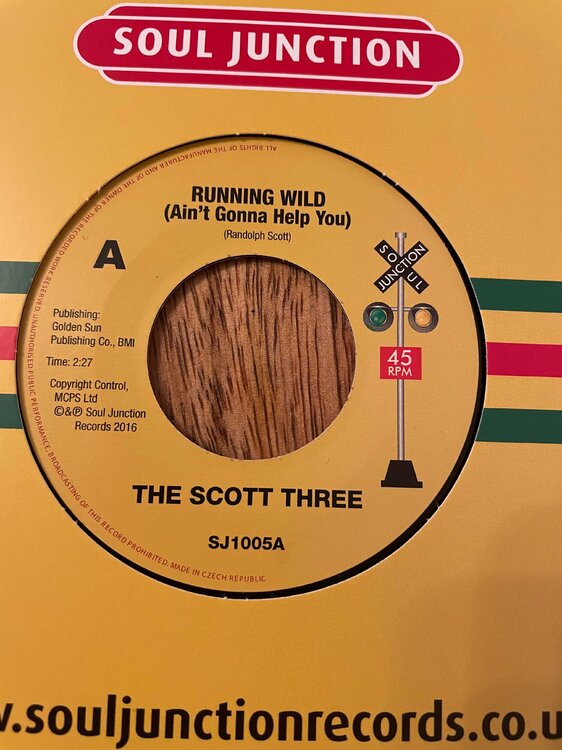 SOUL JUNCTION
ALL RIGHTS OF THE MANUFACTURER AND OF THE OWNER OF THE RECORDED WORK RESERVED. UNAUTHORISED PUBLIC PERFORMANCE, BROADCASTING OF THIS RECORD PROHIBITED. MADE IN CZECH REPUBLIC
RUNNING WILD
(Ain't Gonna Help You)
(Randolph Scott)
A
SOUL
JUNCTION
Publishing:
Golden Sun
Publishing Co., BMI
Time: 2:27
45
RPM
Copyright Control,
MCPS Ltd
©&℗ Soul Junction
Records 2016
THE SCOTT THREE
SJ1005A
.souljunctionrecords.co.u